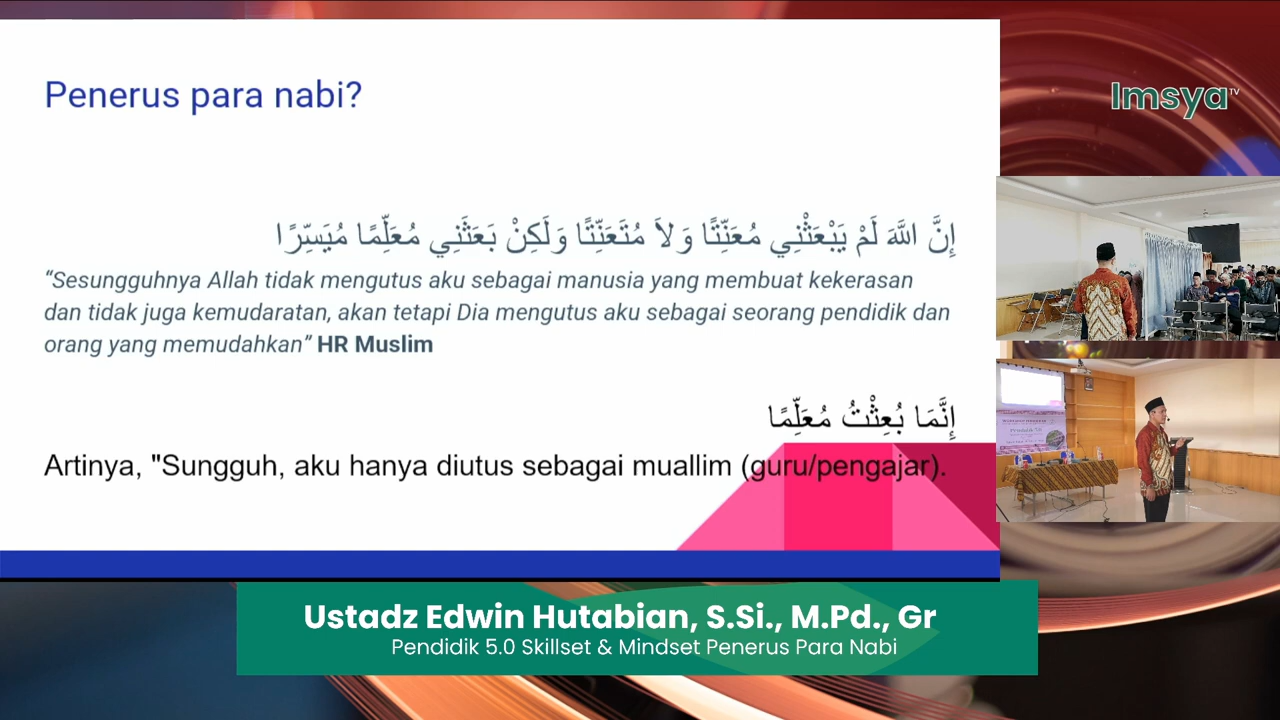 Penerus para nabi?
Imsya TV
إِنَّ اللَّهَ لَمْ يَبْعَثْنِي مُعَنِّتًا وَلاَ مُتَعَنِّتًا وَلَكِنْ بَعَثَنِي مُعَلِّمًا مُيَسِّرًا
“Sesungguhnya Allah tidak mengutus aku sebagai manusia yang membuat kekerasan
dan tidak juga kemudaratan, akan tetapi Dia mengutus aku sebagai seorang pendidik dan
orang yang memudahkan” HR Muslim
إِنَّمَا بُعِثْتُ مُعَلِّمًا
Artinya, "Sungguh, aku hanya diutus sebagai muallim (guru/pengajar).
Ustadz Edwin Hutabian, S.Si., M.Pd., Gr
Pendidik 5.0 Skillset & Mindset Penerus Para Nabi